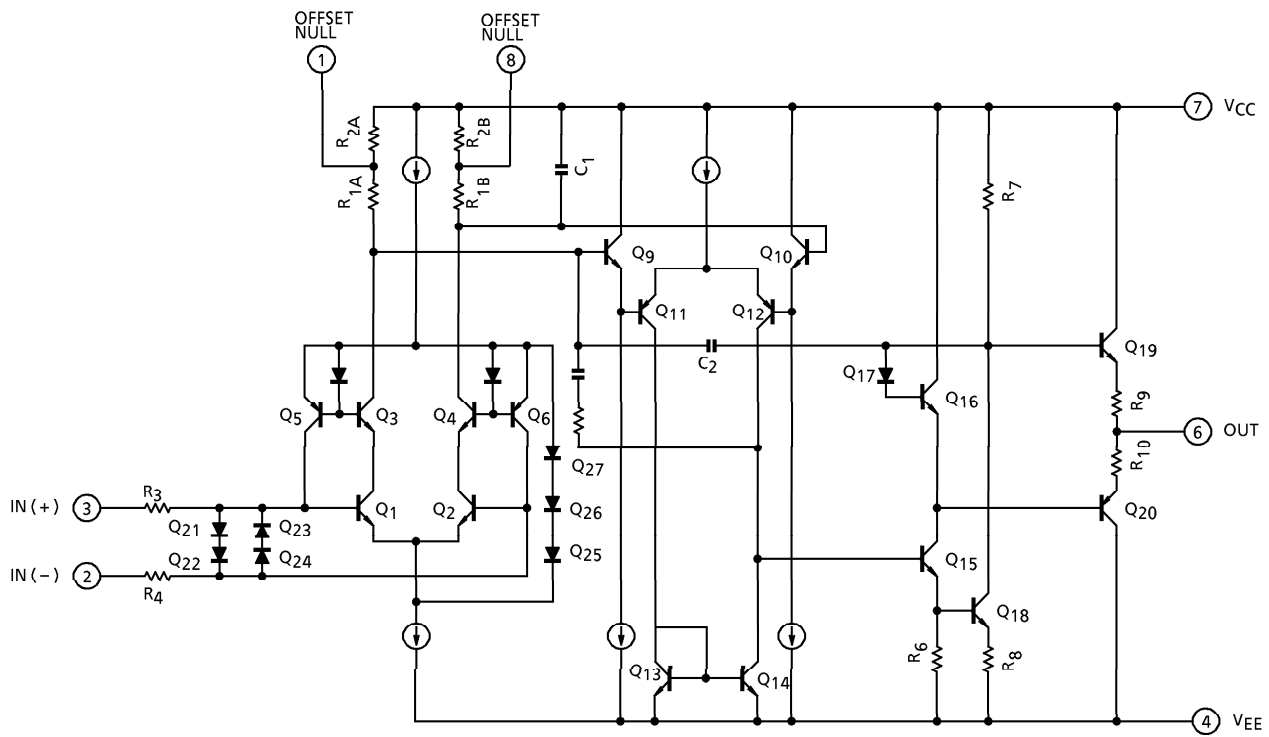 OFFSET
NULL
OFFSET
NULL
1
8
7 VCC
R2A
R2B
C1
R1A
R1B
R7
Q9
Q10
Q11
Q12
C2
Q17
Q19
Q16
R9
Q5
Q3
Q4
Q6
6 OUT
R10
Q27
IN (+) 3 R3
Q1
Q2
Q26
Q20
Q21
Q23
Q22
Q24
Q25
Q15
IN (−) 2
R4
Q18
R6
R8
Q13
Q14
4 VEE